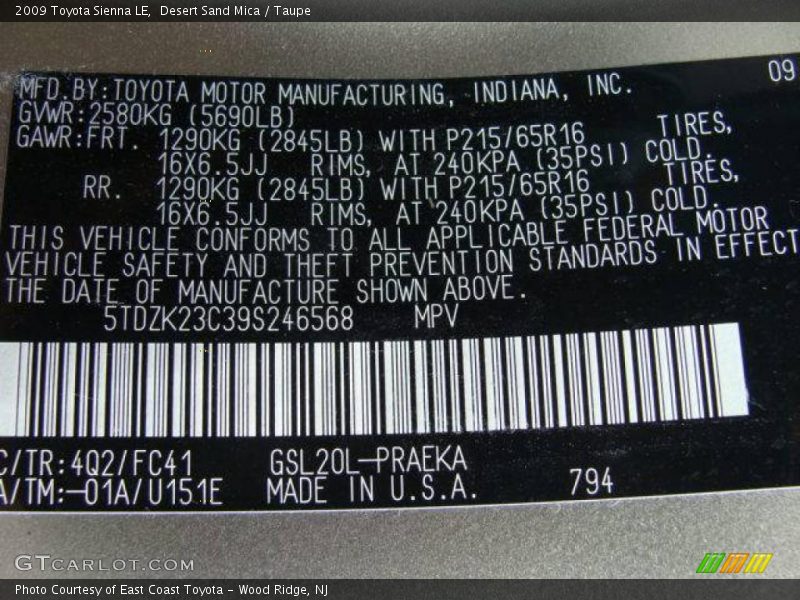 2009 Toyota Sienna LE, Desert Sand Mica / Taupe
MFD.BY:TOYOTA MOTOR MANUFACTURING, INDIANA, INC. 09
GVWR:2580KG (5690LB)
GAWR:FRT. 1290KG (2845LB) WITH P215/65R16 TIRES,
16X6.5JJ RIMS, AT 240KPA (35PSI) COLD.
RR. 1290KG (2845LB) WITH P215/65R16 TIRES,
16X6.5JJ RIMS, AT 240KPA (35PSI) COLD.
THIS VEHICLE CONFORMS TO ALL APPLICABLE FEDERAL MOTOR
VEHICLE SAFETY AND THEFT PREVENTION STANDARDS IN EFFECT
THE DATE OF MANUFACTURE SHOWN ABOVE.
5TDZK23C39S246568 MPV
C/TR:4Q2/FC41 GSL20L-PRAEKA
A/TM:-01A/U151E MADE IN U.S.A. 794
GTCARLOT.COM
Photo Courtesy of East Coast Toyota - Wood Ridge, NJ